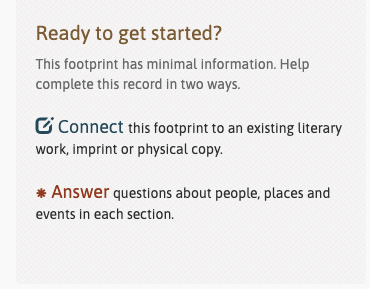 Ready to get started?
This footprint has minimal information. Help
complete this record in two ways.
Connect this footprint to an existing literary
work, imprint or physical copy.
Answer questions about people, places and
events in each section.